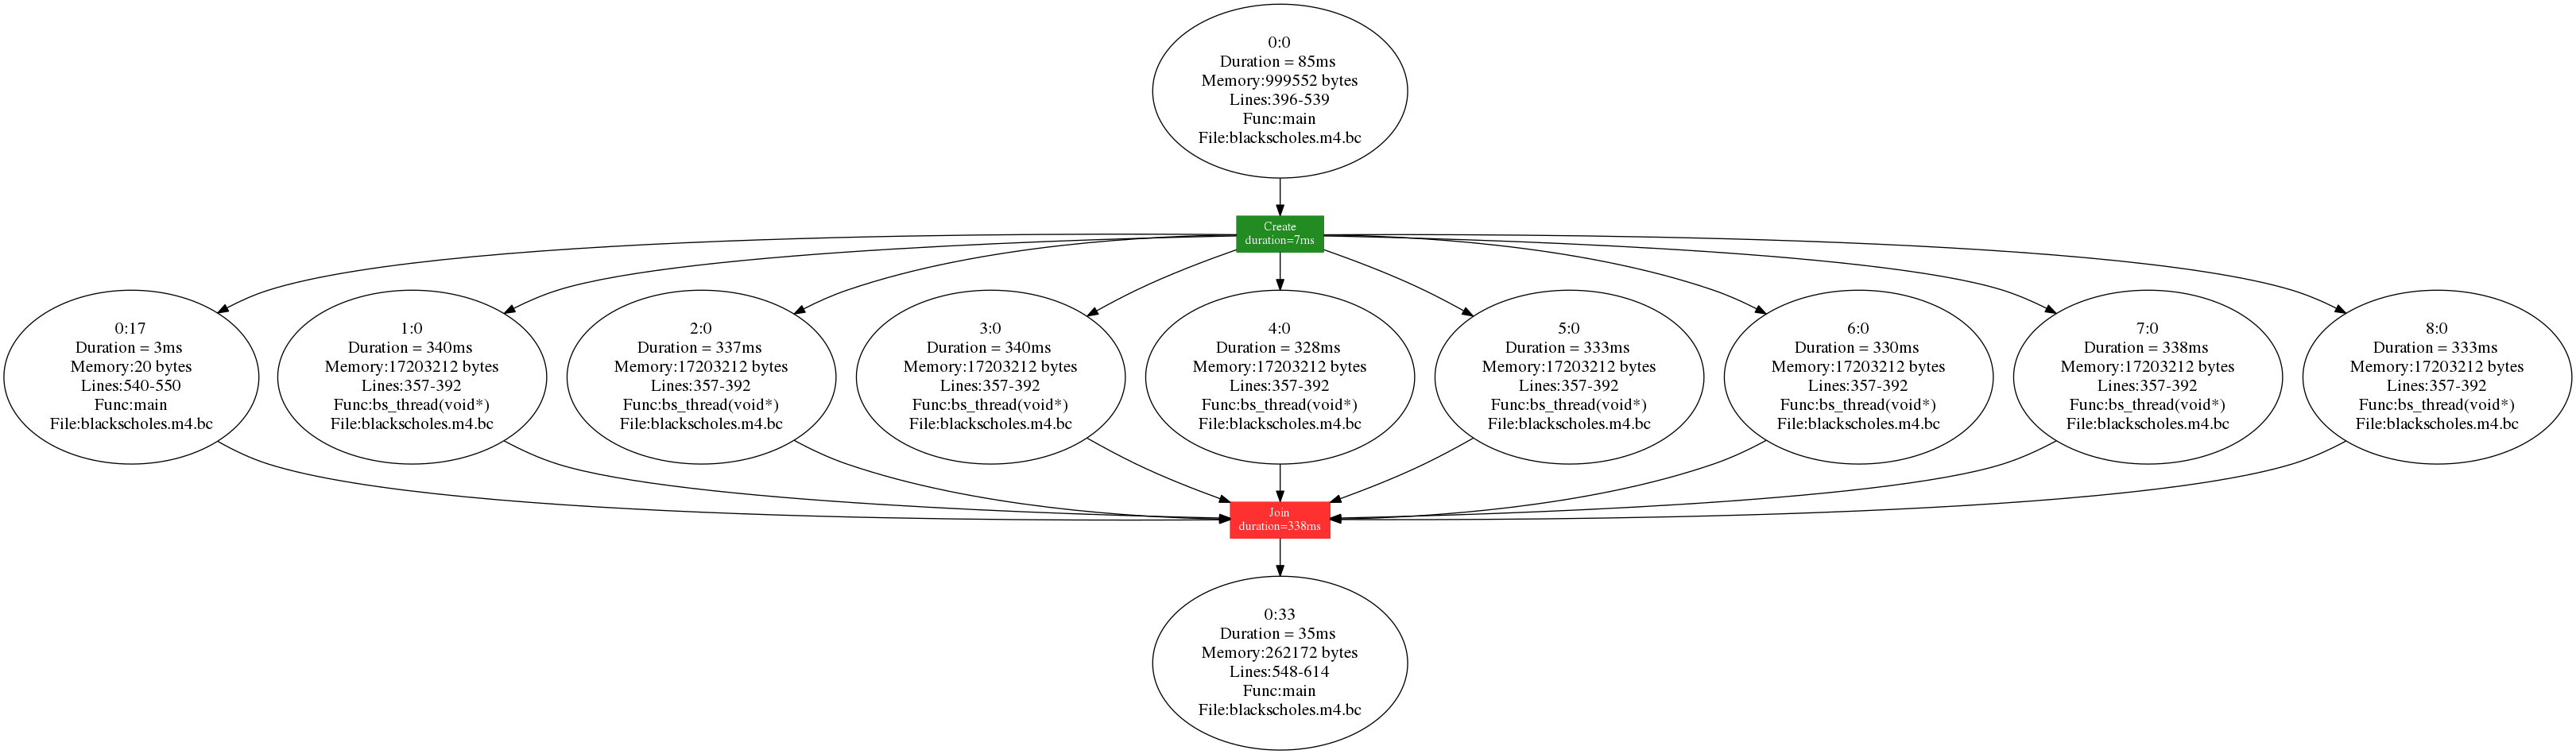 0:0
Duration = 85ms
Memory:999552 bytes
Lines:396-539
Func:main
File:blackscholes.m4.bc
Create
duration=7ms
0:17
Duration = 3ms
Memory:20 bytes
Lines:540-550
Func:main
File:blackscholes.m4.bc
1:0
Duration = 340ms
Memory:17203212 bytes
Lines:357-392
Func:bs_thread(void*)
File:blackscholes.m4.bc
2:0
Duration = 337ms
Memory:17203212 bytes
Lines:357-392
Func:bs_thread(void*)
File:blackscholes.m4.bc
3:0
Duration = 340ms
Memory:17203212 bytes
Lines:357-392
Func:bs_thread(void*)
File:blackscholes.m4.bc
4:0
Duration = 328ms
Memory:17203212 bytes
Lines:357-392
Func:bs_thread(void*)
File:blackscholes.m4.bc
5:0
Duration = 333ms
Memory:17203212 bytes
Lines:357-392
Func:bs_thread(void*)
File:blackscholes.m4.bc
6:0
Duration = 330ms
Memory:17203212 bytes
Lines:357-392
Func:bs_thread(void*)
File:blackscholes.m4.bc
7:0
Duration = 338ms
Memory:17203212 bytes
Lines:357-392
Func:bs_thread(void*)
File:blackscholes.m4.bc
8:0
Duration = 333ms
Memory:17203212 bytes
Lines:357-392
Func:bs_thread(void*)
File:blackscholes.m4.bc
Join
duration=338ms
0:33
Duration = 35ms
Memory:262172 bytes
Lines:548-614
Func:main
File:blackscholes.m4.bc